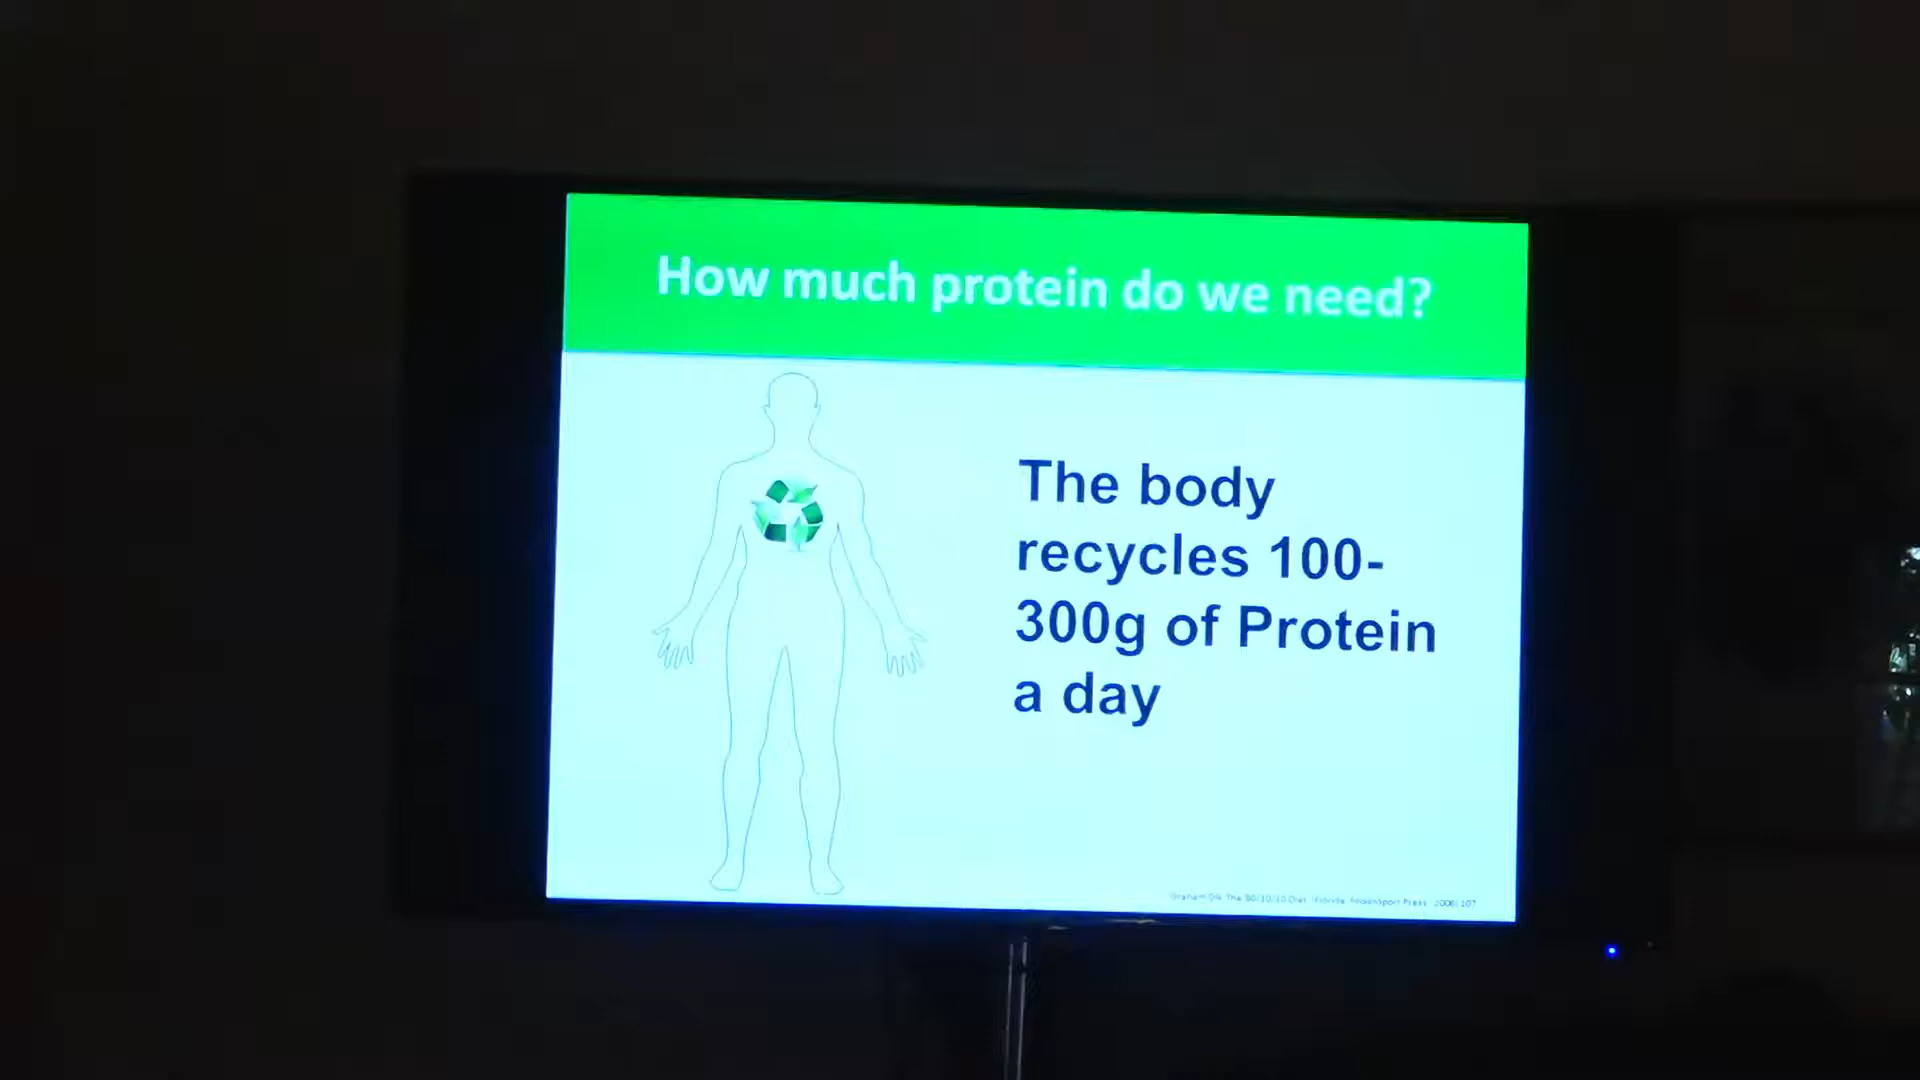 How much protein do we need?
The body
recycles 100-
300g of Protein
a day